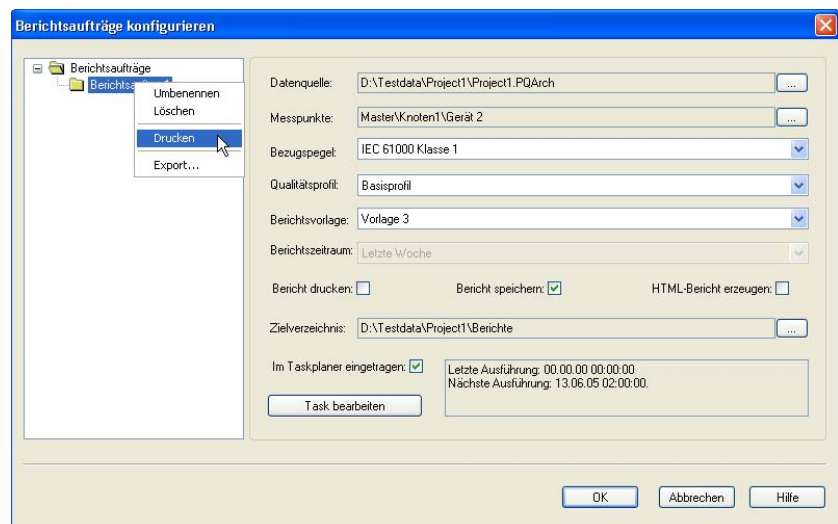 Berichtsaufträge konfigurieren
Berichtsaufträge
Umbenennen
Löschen
Drucken
Export...
Datenquelle: D:\Testdata\Project1\Project1.PQArch ...
Messpunkte: Master\Knoten1\Gerät 2 ...
Bezugspegel: IEC 61000 Klasse 1
Qualitätsprofil: Basisprofil
Berichtsvorlage: Vorlage 3
Berichtszeitraum: Letzte Woche
Bericht drucken: Bericht speichern: HTML-Bericht erzeugen:
Zielverzeichnis: D:\Testdata\Project1\Berichte ...
Im Taskplaner eingetragen:
Letzte Ausführung: 00.00.00 00:00:00
Nächste Ausführung: 13.06.05 02:00:00.
Task bearbeiten
OK Abbrechen Hilfe